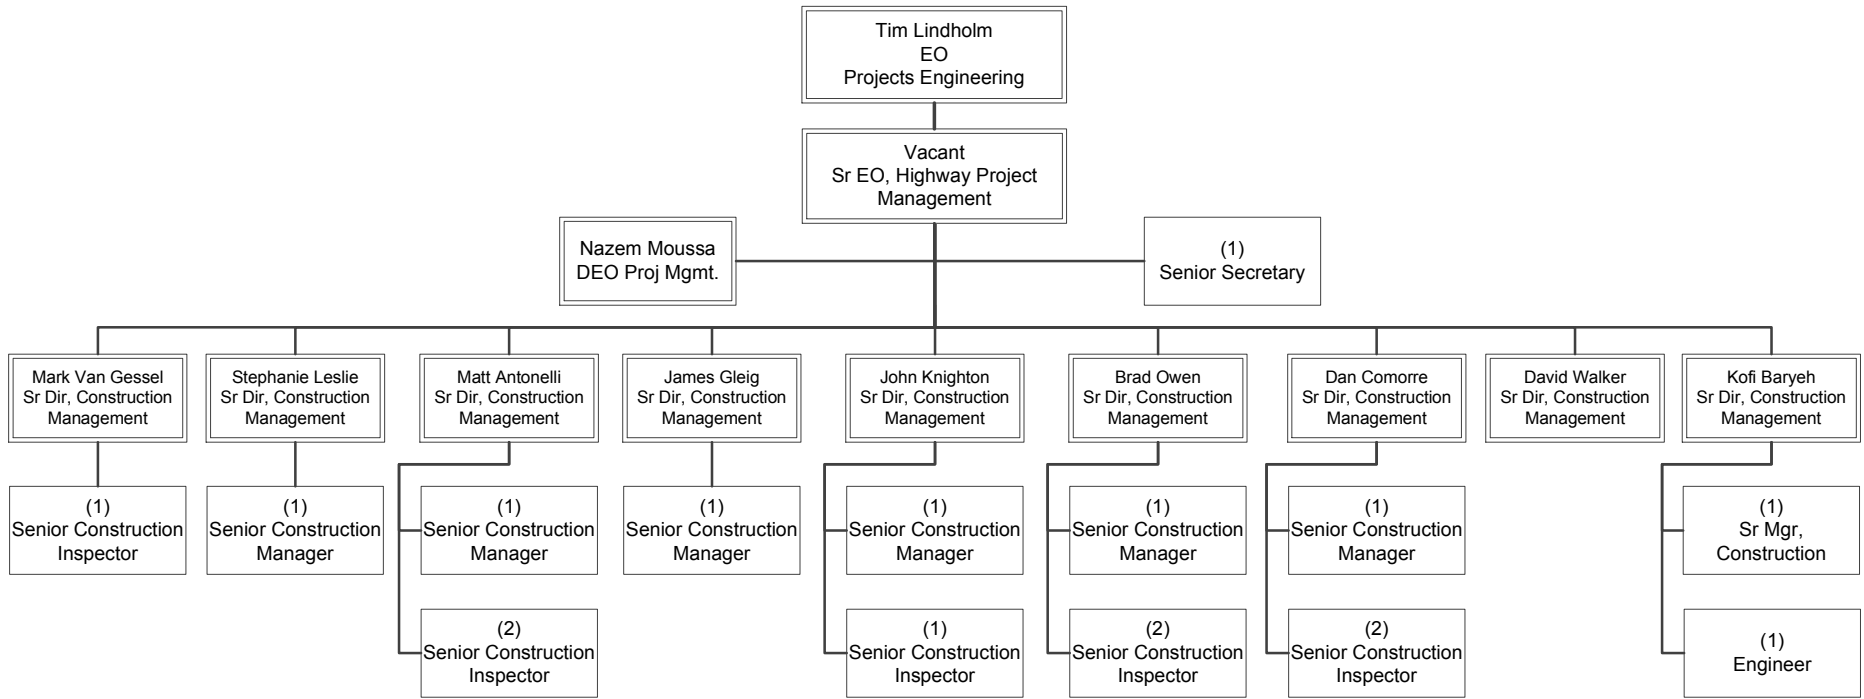 Tim Lindholm
EO
Projects Engineering
Vacant
Sr EO, Highway Project
Management
Nazem Moussa
DEO Proj Mgmt.
(1)
Senior Secretary
Mark Van Gessel
Sr Dir, Construction
Management
Stephanie Leslie
Sr Dir, Construction
Management
Matt Antonelli
Sr Dir, Construction
Management
James Gleig
Sr Dir, Construction
Management
John Knighton
Sr Dir, Construction
Management
Brad Owen
Sr Dir, Construction
Management
Dan Comorre
Sr Dir, Construction
Management
David Walker
Sr Dir, Construction
Management
Kofi Baryeh
Sr Dir, Construction
Management
(1)
Senior Construction
Inspector
(1)
Senior Construction
Manager
(1)
Senior Construction
Manager
(1)
Senior Construction
Manager
(1)
Senior Construction
Manager
(1)
Senior Construction
Manager
(1)
Senior Construction
Manager
(1)
Sr Mgr,
Construction
(2)
Senior Construction
Inspector
(1)
Senior Construction
Inspector
(2)
Senior Construction
Inspector
(2)
Senior Construction
Inspector
(1)
Engineer